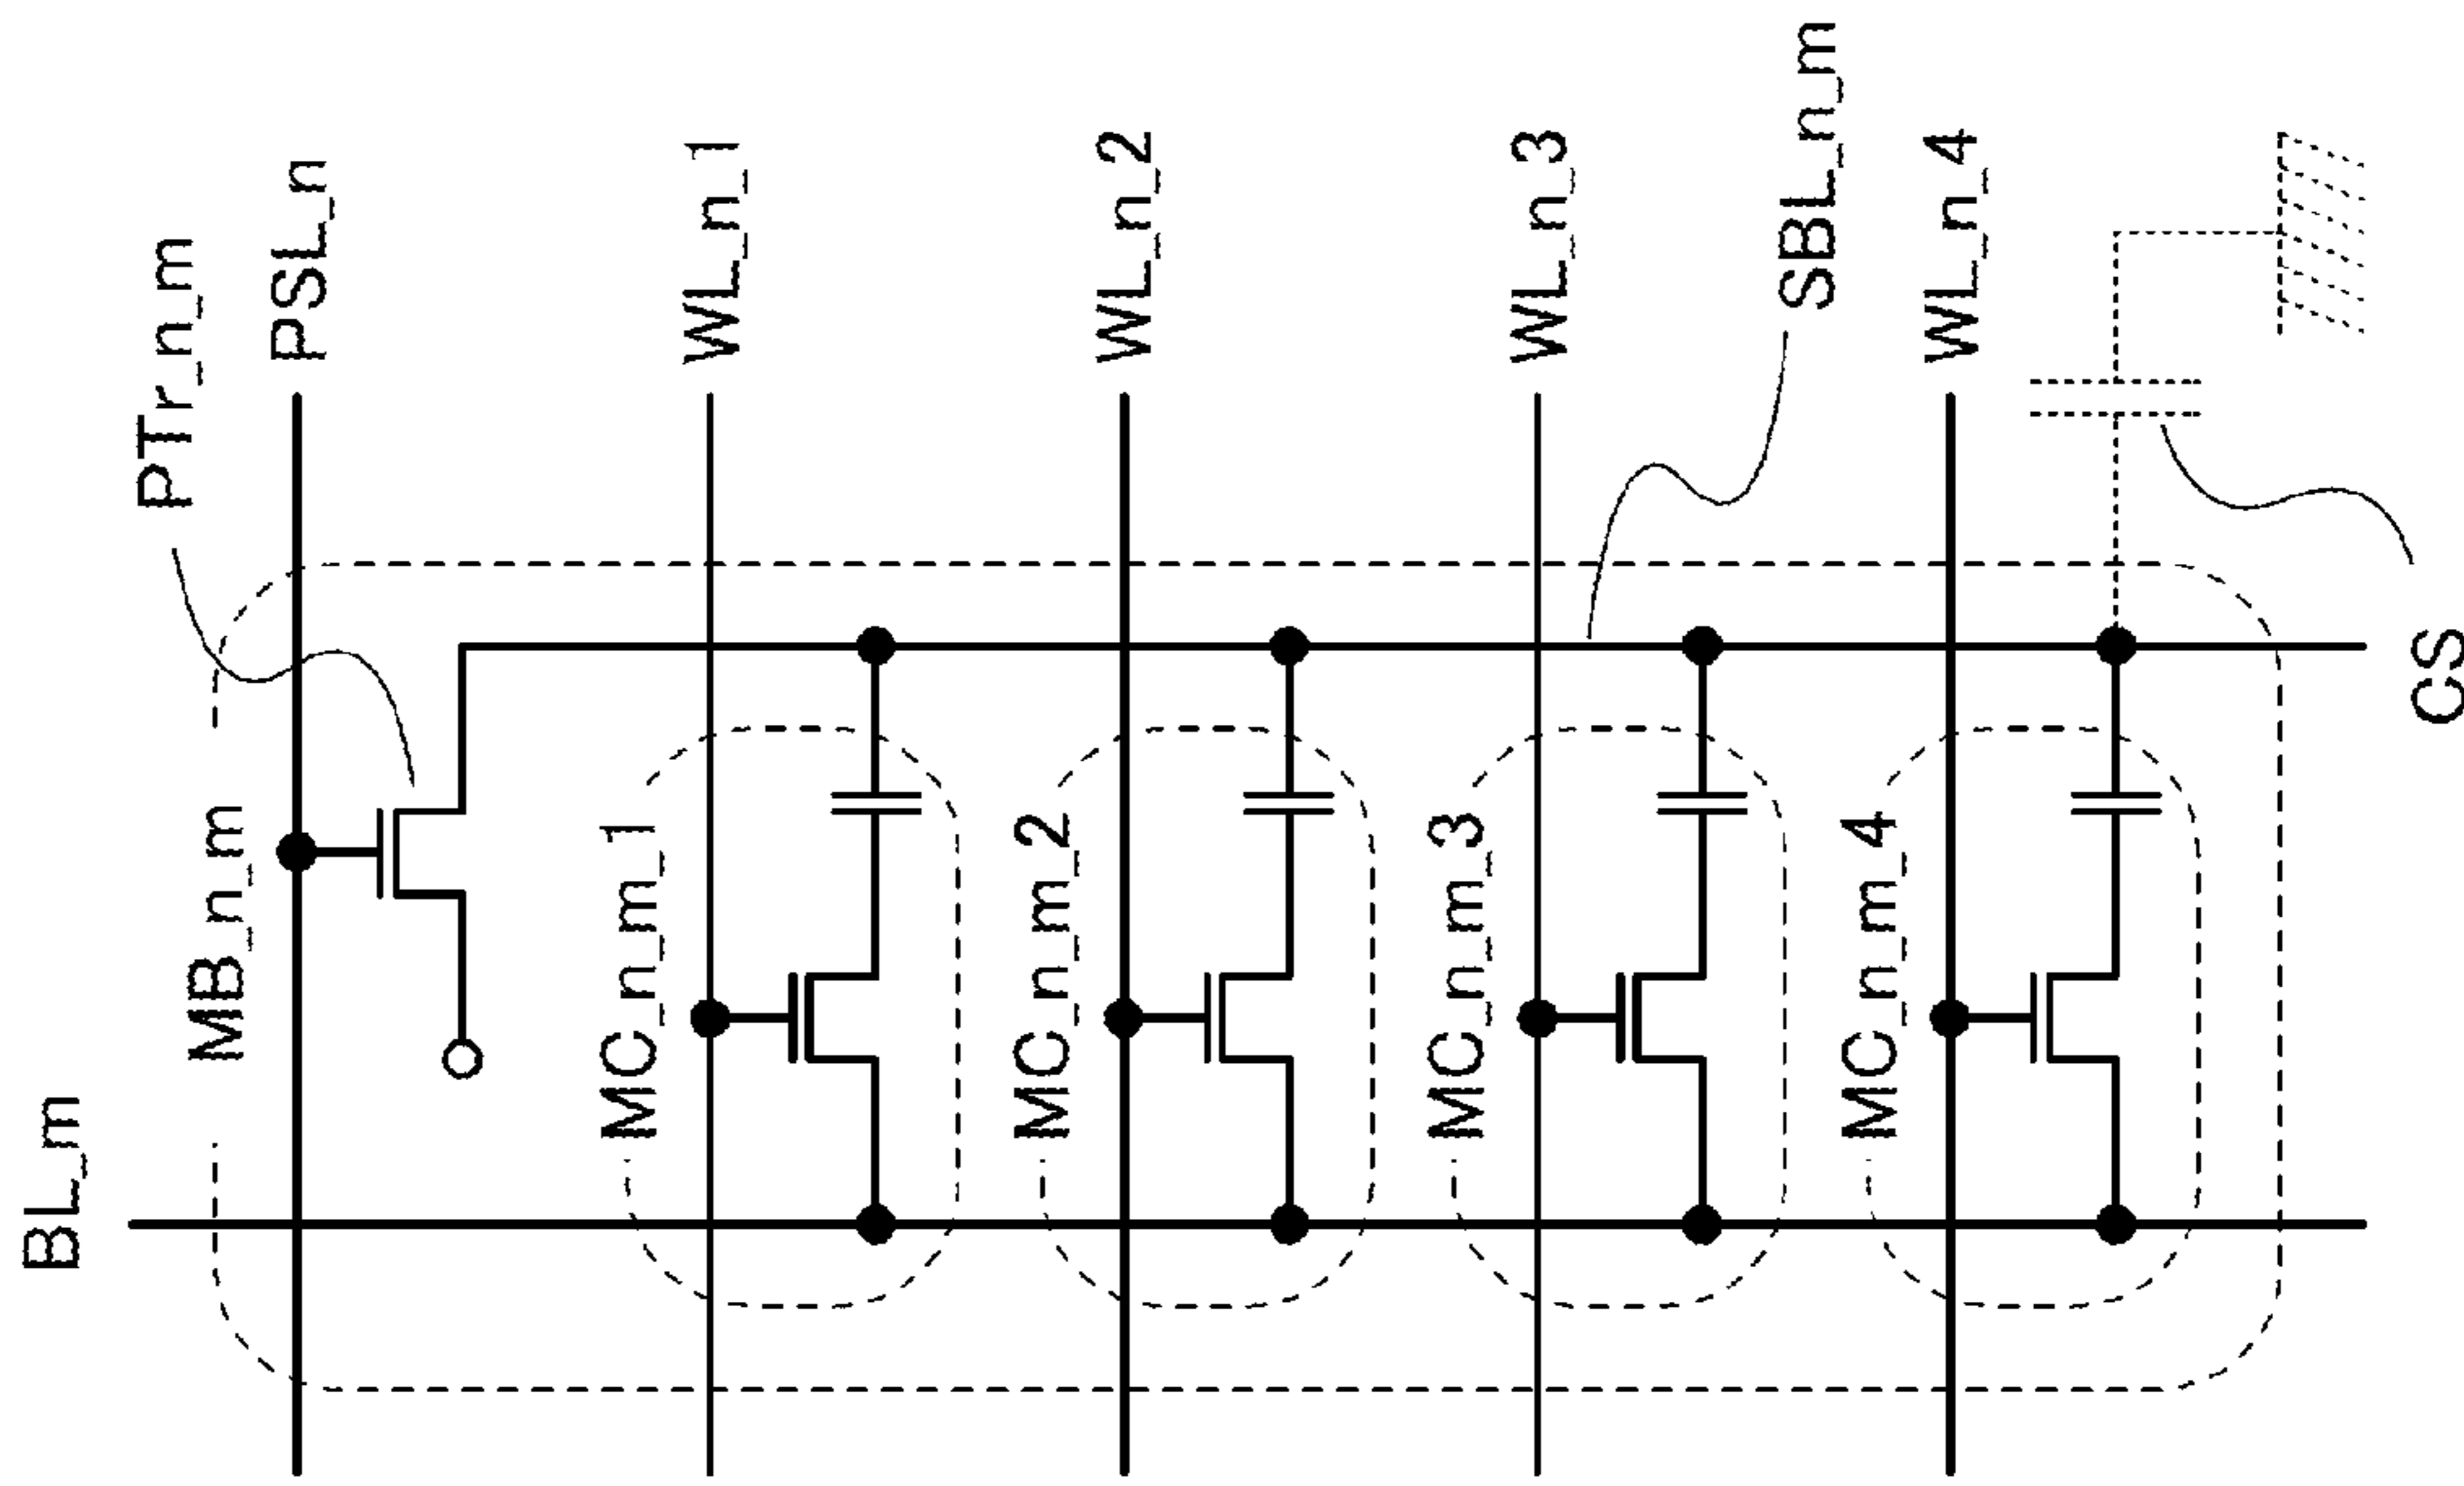 BL_m
MB_n_m
PTr_n_m
PSL_n
MC_n_m_1
WL_n_1
MC_n_m_2
WL_n_2
MC_n_m_3
WL_n_3
SBL_n_m
MC_n_m_4
WL_n_4
CS